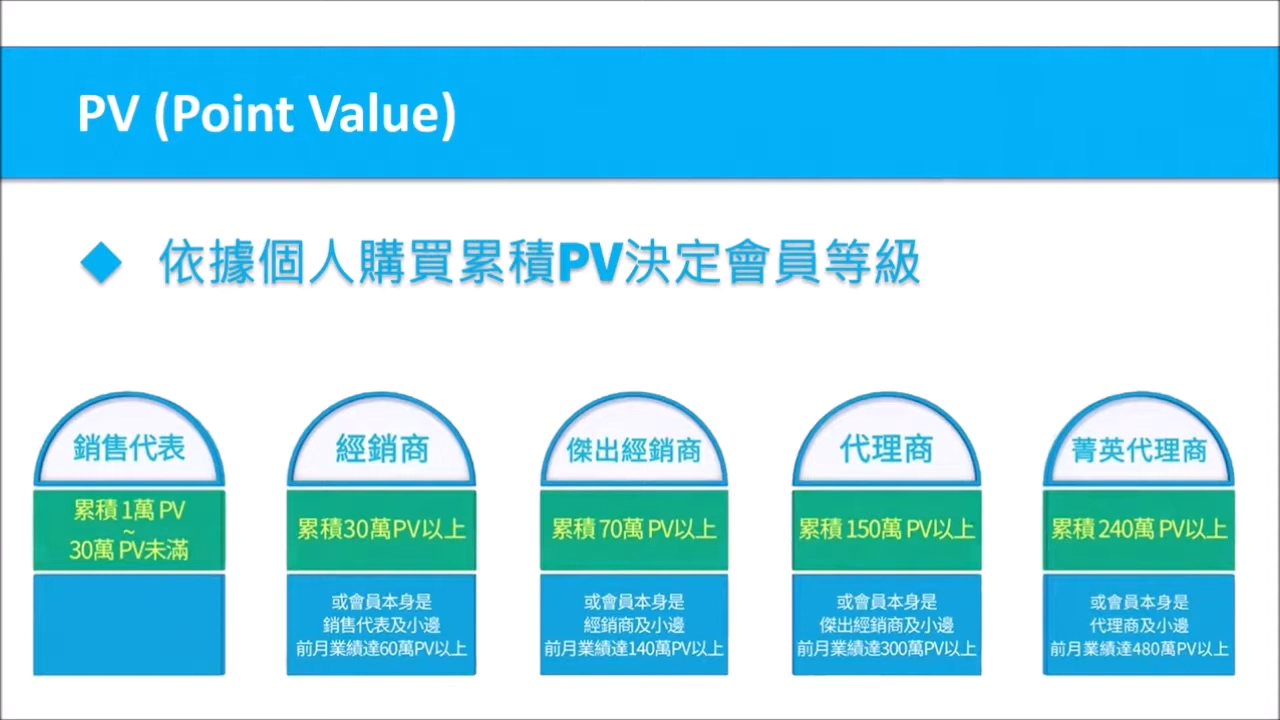 PV (Point Value)
◆ 依據個人購買累積PV決定會員等級
銷售代表
累積 1萬 PV
~
30萬 PV未滿
經銷商
累積30萬PV以上
或會員本身是
銷售代表及小邊
前月業績達60萬PV以上
傑出經銷商
累積 70萬 PV以上
或會員本身是
經銷商及小邊
前月業績達140萬PV以上
代理商
累積 150萬 PV以上
或會員本身是
傑出經銷商及小邊
前月業績達300萬PV以上
菁英代理商
累積 240萬 PV以上
或會員本身是
代理商及小邊
前月業績達480萬PV以上